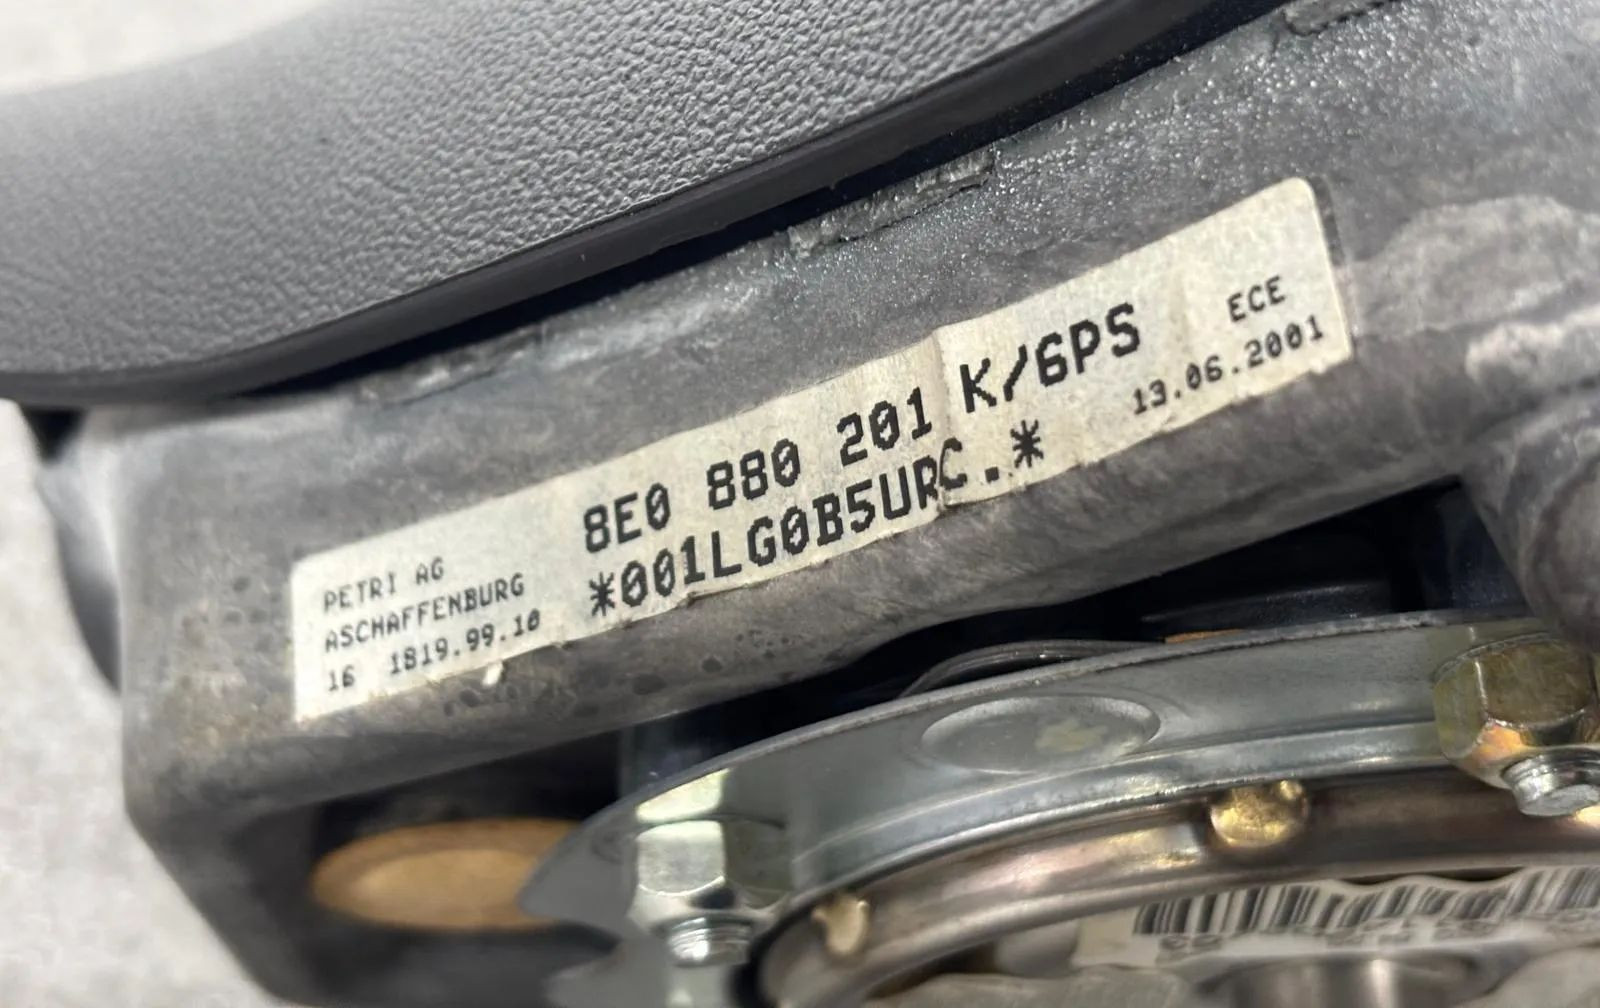 PETRI AG
ASCHAFFENBURG
16 1819.99.10
8E0 880 201 K/6PS
*001LG0B5URC.*
ECE
13.06.2001